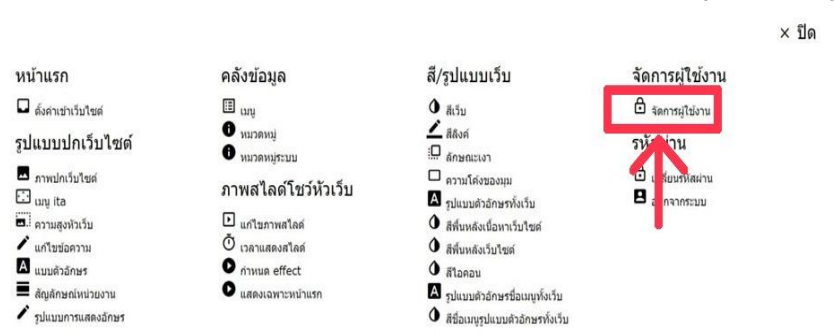 × ปิด
หน้าแรก
ตั้งค่าเข้าเว็บไซต์
รูปแบบปกเว็บไซต์
ภาพปกเว็บไซต์
เมนู ita
ความสูงหัวเว็บ
แก้ไขข้อความ
แบบตัวอักษร
สัญลักษณ์หน่วยงาน
รูปแบบการแสดงอักษร
คลังข้อมูล
เมนู
หมวดหมู่
หมวดหมู่ระบบ
ภาพสไลด์โชว์หัวเว็บ
แก้ไขภาพสไลด์
เวลาแสดงสไลด์
กำหนด effect
แสดงเฉพาะหน้าแรก
สี/รูปแบบเว็บ
สีเว็บ
สีลิงค์
ลักษณะเงา
ความโค้งของมุม
รูปแบบตัวอักษรทั้งเว็บ
สีพื้นหลังเนื้อหาเว็บไซต์
สีพื้นหลังเว็บไซต์
สีไอคอน
รูปแบบตัวอักษรชื่อเมนูทั้งเว็บ
สีชื่อเมนูรูปแบบตัวอักษรทั้งเว็บ
จัดการผู้ใช้งาน
จัดการผู้ใช้งาน
รหัสผ่าน
เปลี่ยนรหัสผ่าน
ออกจากระบบ